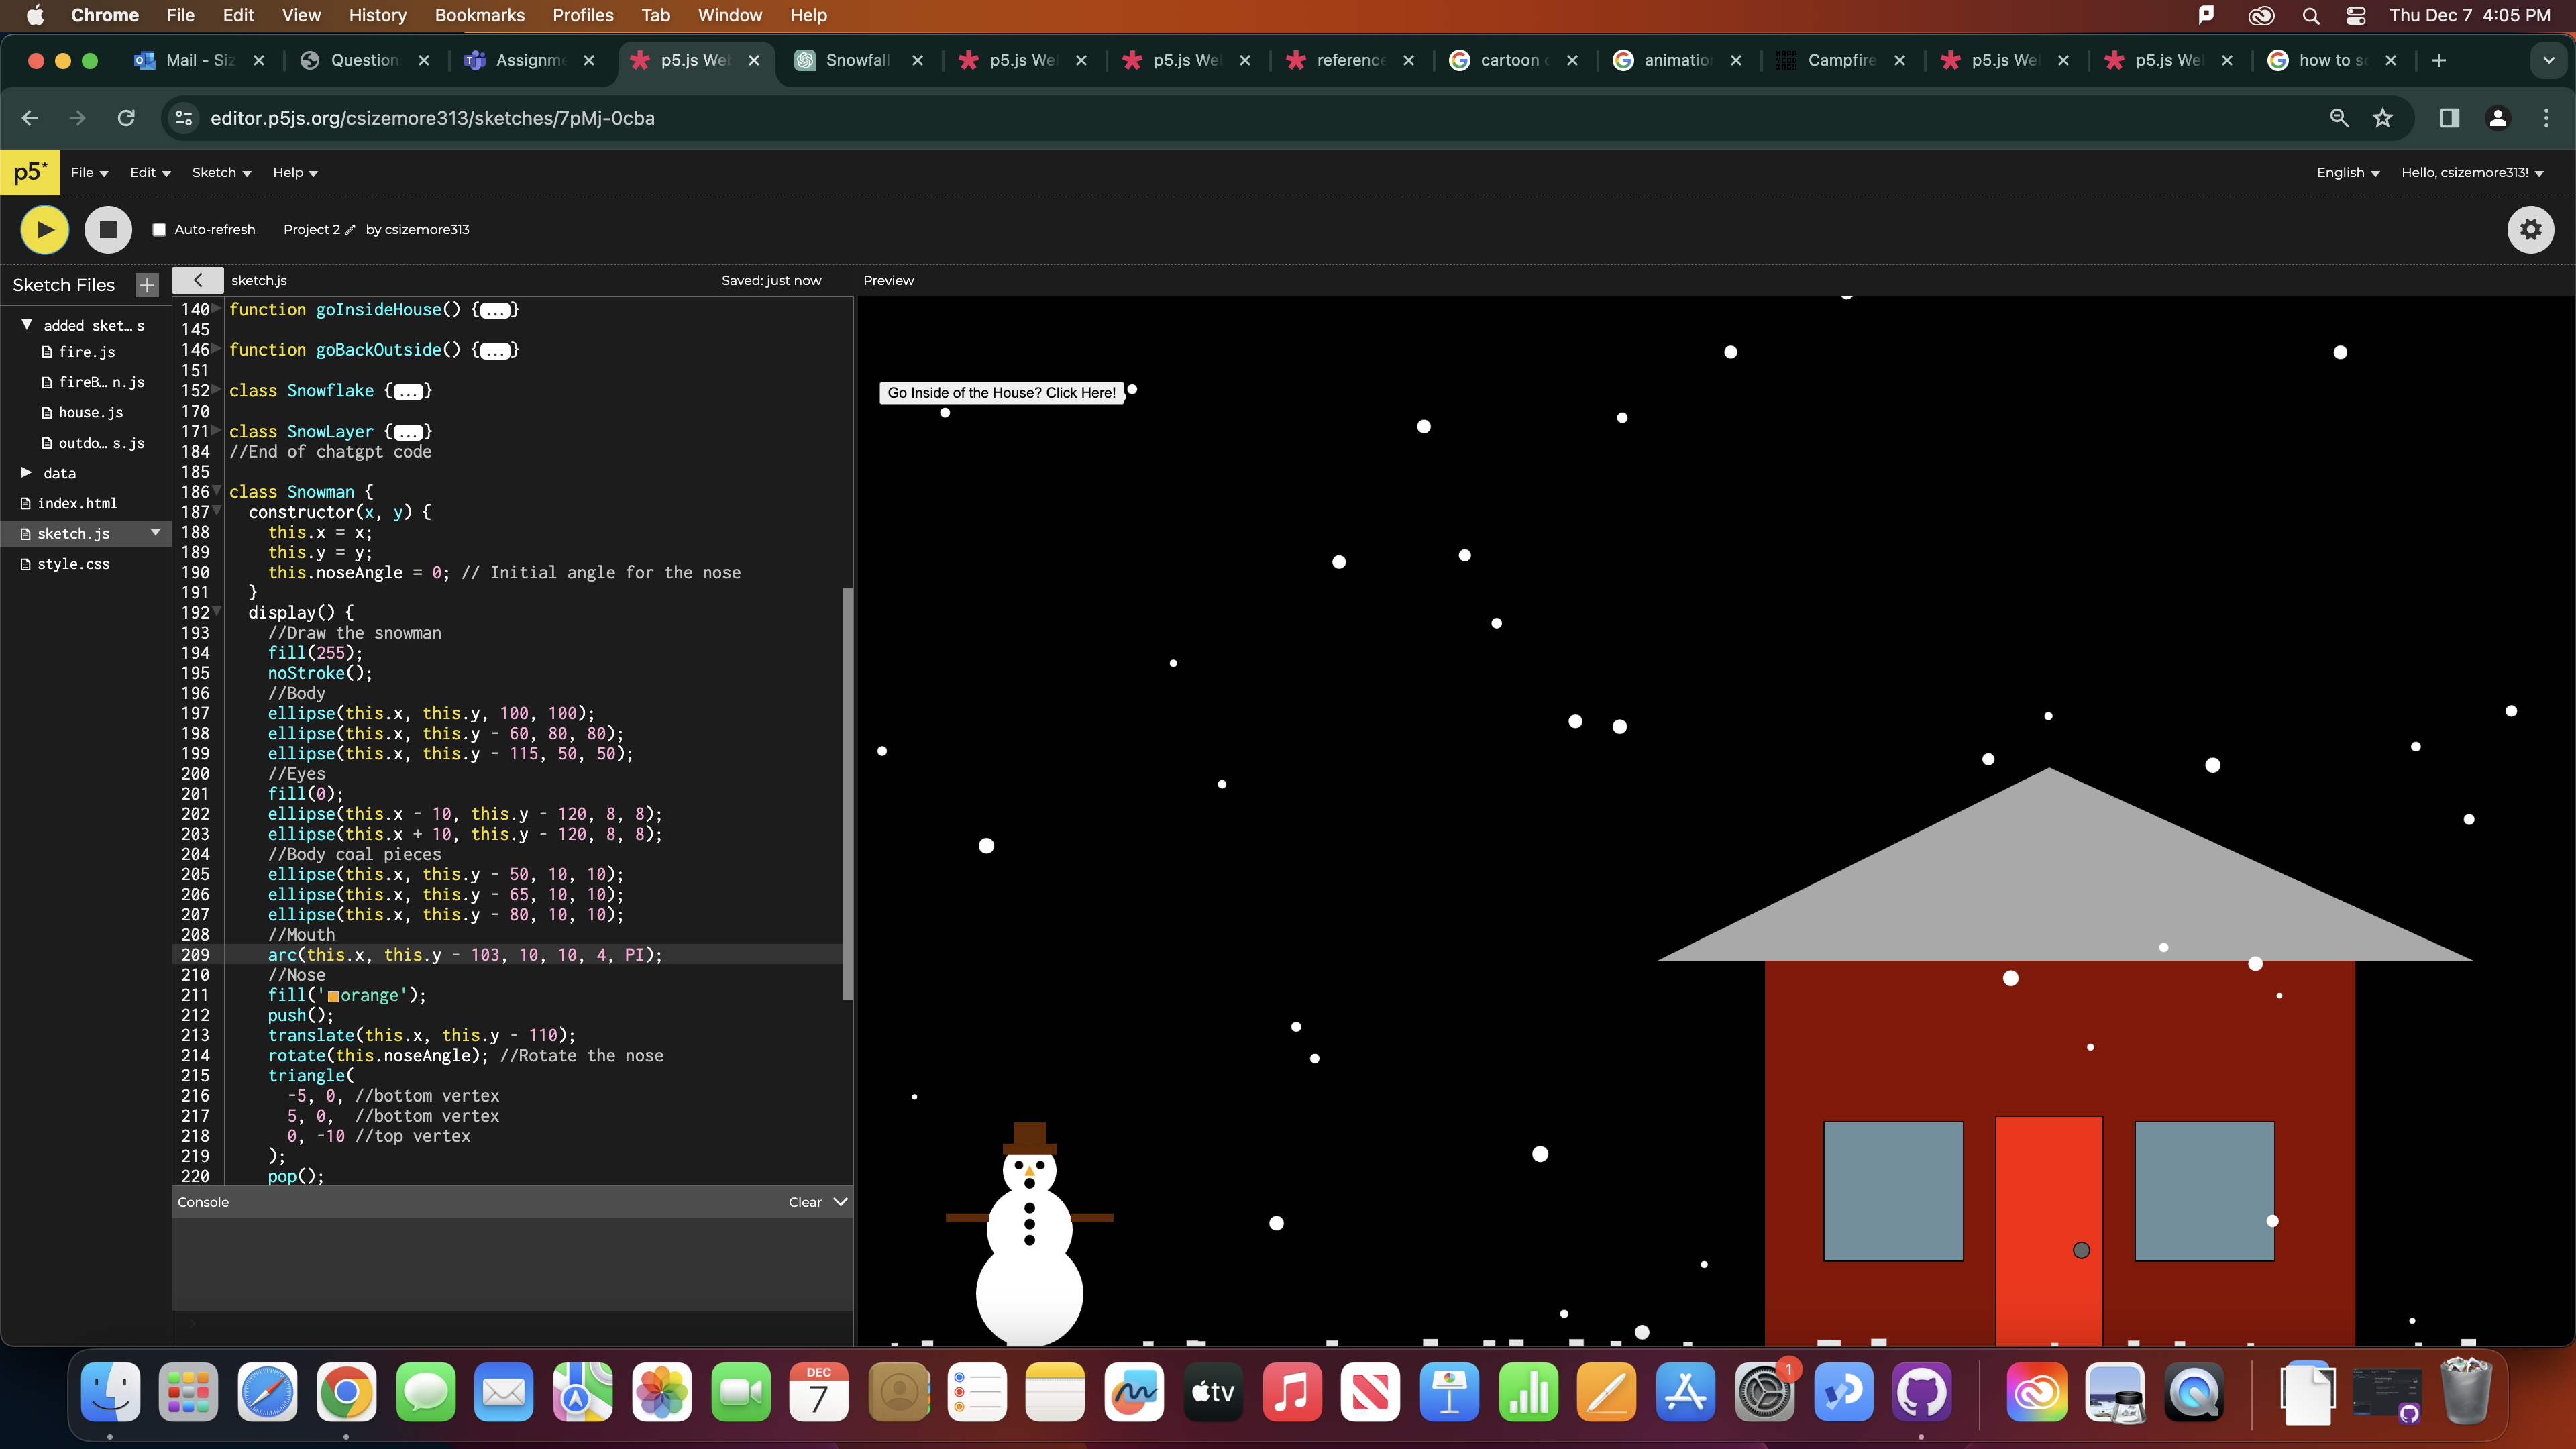 Chrome File Edit View History Bookmarks Profiles Tab Window Help Thu Dec 7 4:05 PM
Mail - Siz Question Assignme p5.js Web Snowfall p5.js We p5.js We reference cartoon animatio Campfire p5.js We p5.js We how to s
editor.p5js.org/csizemore313/sketches/7pMj-0cba
p5* File Edit Sketch Help English Hello, csizemore313!
Auto-refresh Project 2 by csizemore313
Sketch Files
added sket… s
fire.js
fireB… n.js
house.js
outdo… s.js
data
index.html
sketch.js
style.css
sketch.js Saved: just now Preview
140 function goInsideHouse() {...}
145
146 function goBackOutside() {...}
151
152 class Snowflake {...}
170
171 class SnowLayer {...}
184 //End of chatgpt code
185
186 class Snowman {
187 constructor(x, y) {
188 this.x = x;
189 this.y = y;
190 this.noseAngle = 0; // Initial angle for the nose
191 }
192 display() {
193 //Draw the snowman
194 fill(255);
195 noStroke();
196 //Body
197 ellipse(this.x, this.y, 100, 100);
198 ellipse(this.x, this.y - 60, 80, 80);
199 ellipse(this.x, this.y - 115, 50, 50);
200 //Eyes
201 fill(0);
202 ellipse(this.x - 10, this.y - 120, 8, 8);
203 ellipse(this.x + 10, this.y - 120, 8, 8);
204 //Body coal pieces
205 ellipse(this.x, this.y - 50, 10, 10);
206 ellipse(this.x, this.y - 65, 10, 10);
207 ellipse(this.x, this.y - 80, 10, 10);
208 //Mouth
209 arc(this.x, this.y - 103, 10, 10, 4, PI);
210 //Nose
211 fill('orange');
212 push();
213 translate(this.x, this.y - 110);
214 rotate(this.noseAngle); //Rotate the nose
215 triangle(
216 -5, 0, //bottom vertex
217 5, 0, //bottom vertex
218 0, -10 //top vertex
219 );
220 pop();
Console Clear
Go Inside of the House? Click Here!
DEC
7
tv
1